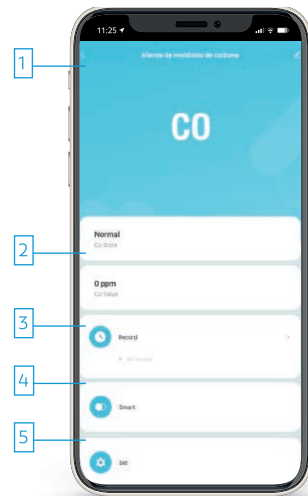 11:25
1
Alarma de monóxido de carbono
CO
Normal
Co State
2
0 ppm
Co Value
3
Record
4
Smart
5
Set